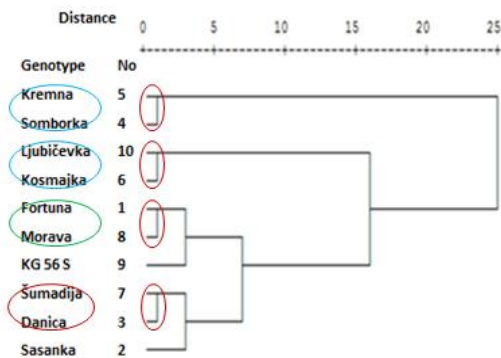 Distance
0 5 10 15 20 25
Genotype No
Kremna 5
Somborka 4
Ljubičevka 10
Kosmajka 6
Fortuna 1
Morava 8
KG 56 S 9
Šumadija 7
Danica 3
Sasanka 2